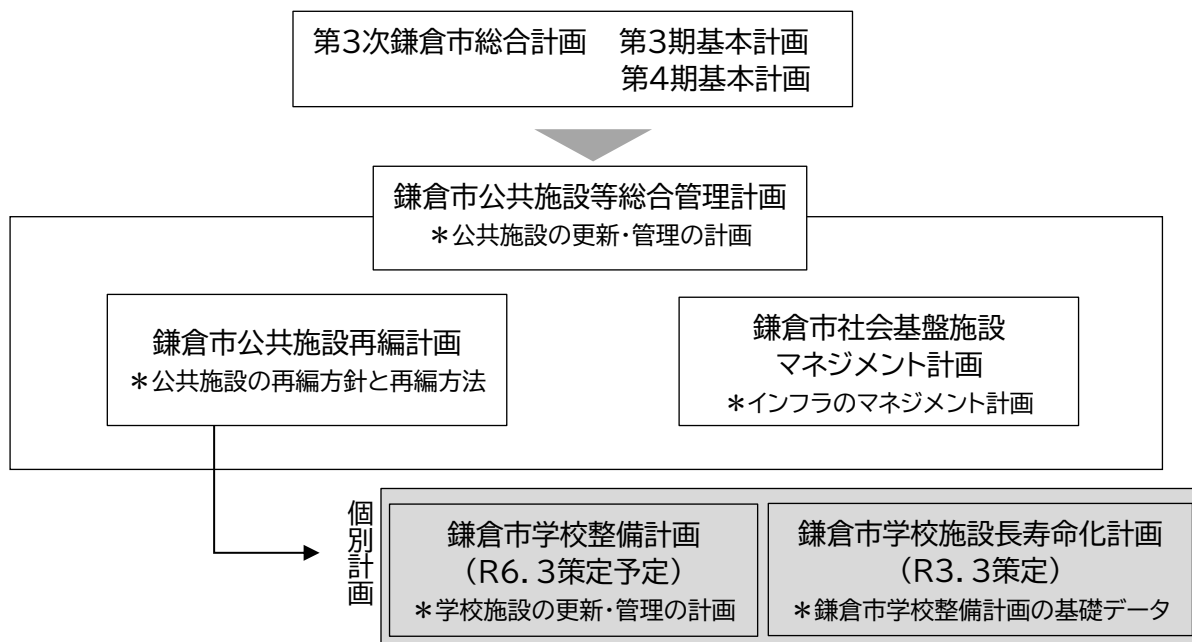 第3次鎌倉市総合計画　第3期基本計画
第4期基本計画
鎌倉市公共施設等総合管理計画
＊公共施設の更新・管理の計画
鎌倉市公共施設再編計画
＊公共施設の再編方針と再編方法
鎌倉市社会基盤施設
マネジメント計画
＊インフラのマネジメント計画
個別計画
鎌倉市学校整備計画
（R6．3策定予定）
＊学校施設の更新・管理の計画
鎌倉市学校施設長寿命化計画
（R3．3策定）
＊鎌倉市学校整備計画の基礎データ